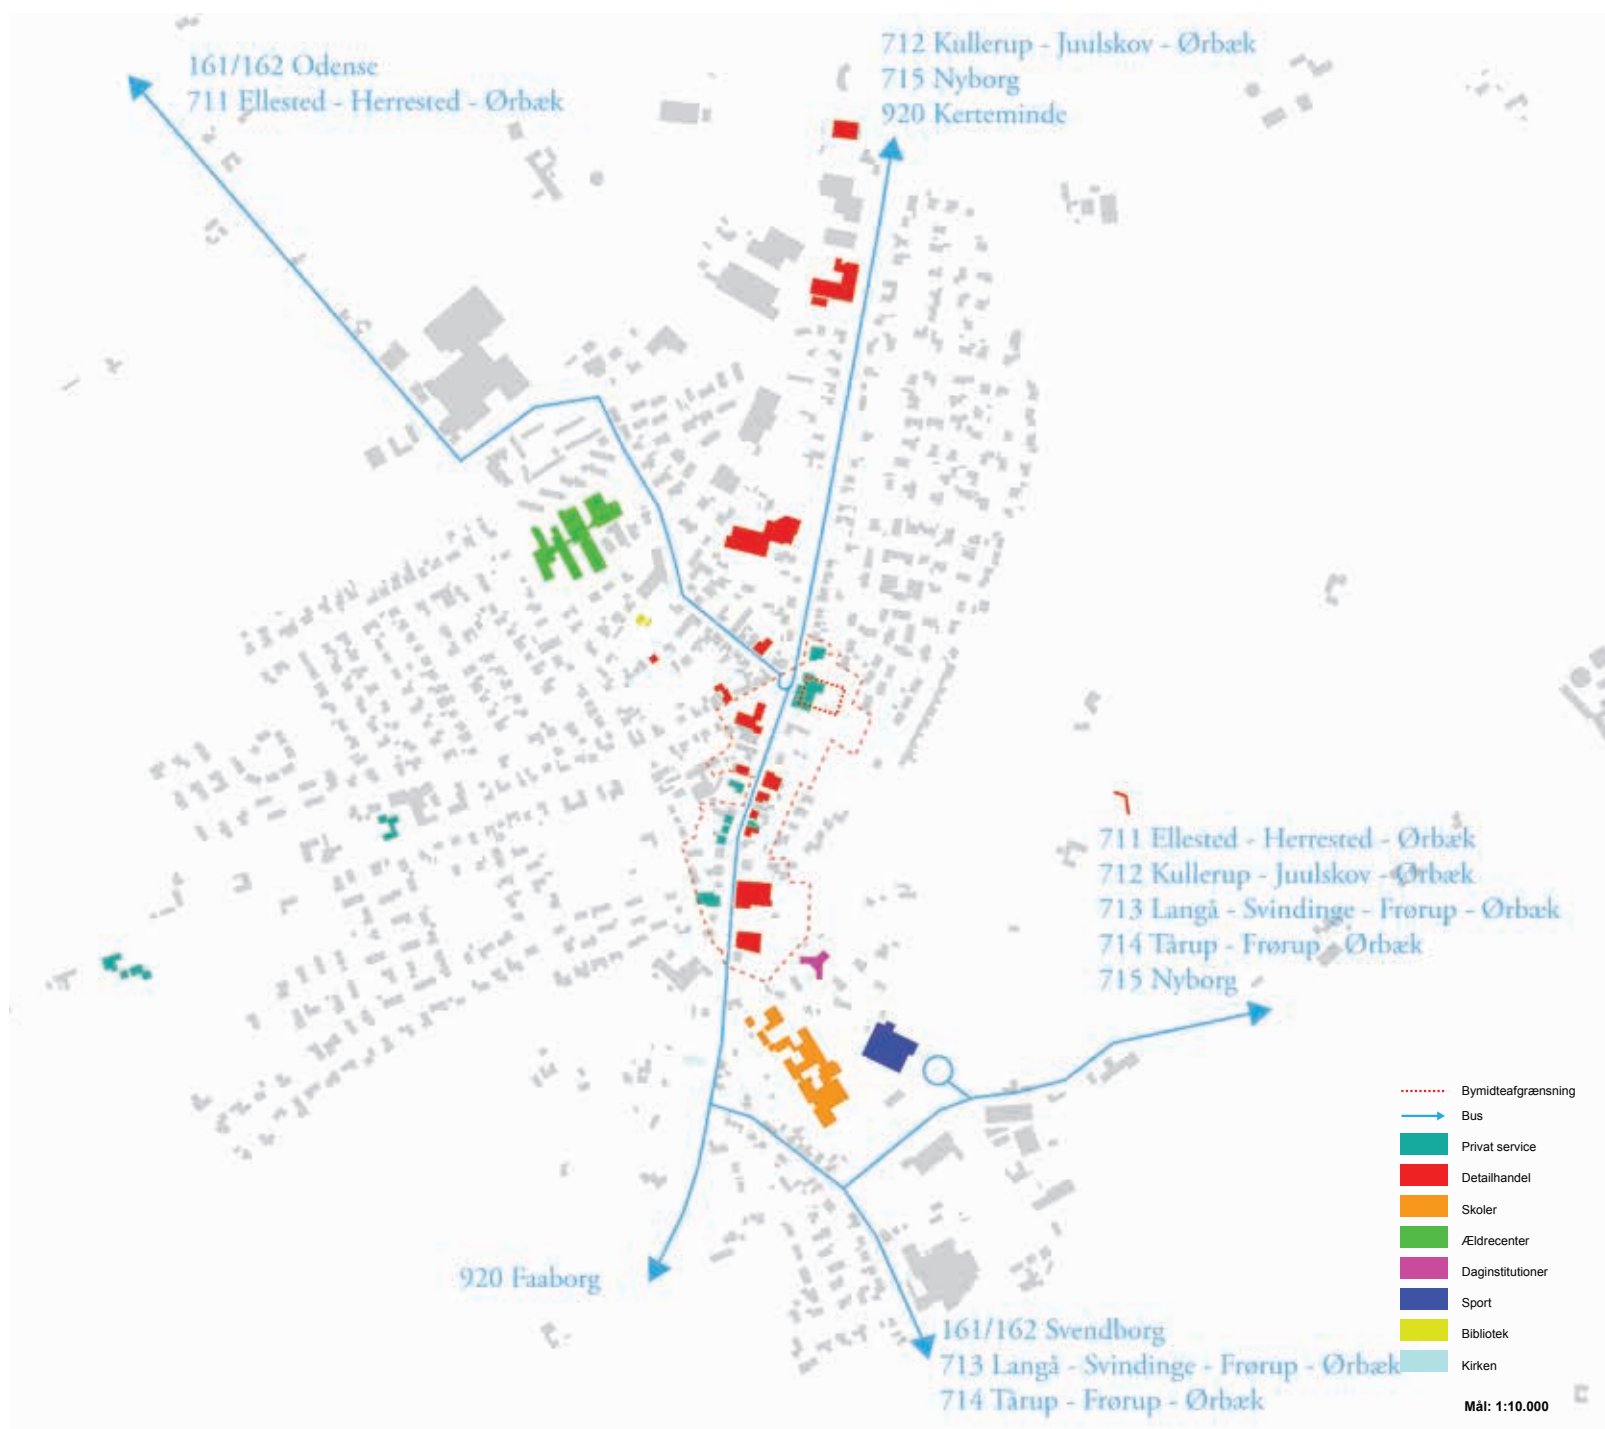 161/162 Odense
711 Ellested - Herrested - Ørbæk
712 Kullerup - Juulskov - Ørbæk
715 Nyborg
920 Kerteminde
711 Ellested - Herrested - Ørbæk
712 Kullerup - Juulskov - Ørbæk
713 Langå - Svindinge - Frørup - Ørbæk
714 Tårup - Frørup - Ørbæk
715 Nyborg
920 Faaborg
161/162 Svendborg
713 Langå - Svindinge - Frørup - Ørbæk
714 Tårup - Frørup - Ørbæk
Bymidteafgrænsning
Bus
Privat service
Detailhandel
Skoler
Ældrecenter
Daginstitutioner
Sport
Bibliotek
Kirken
Mål: 1:10.000